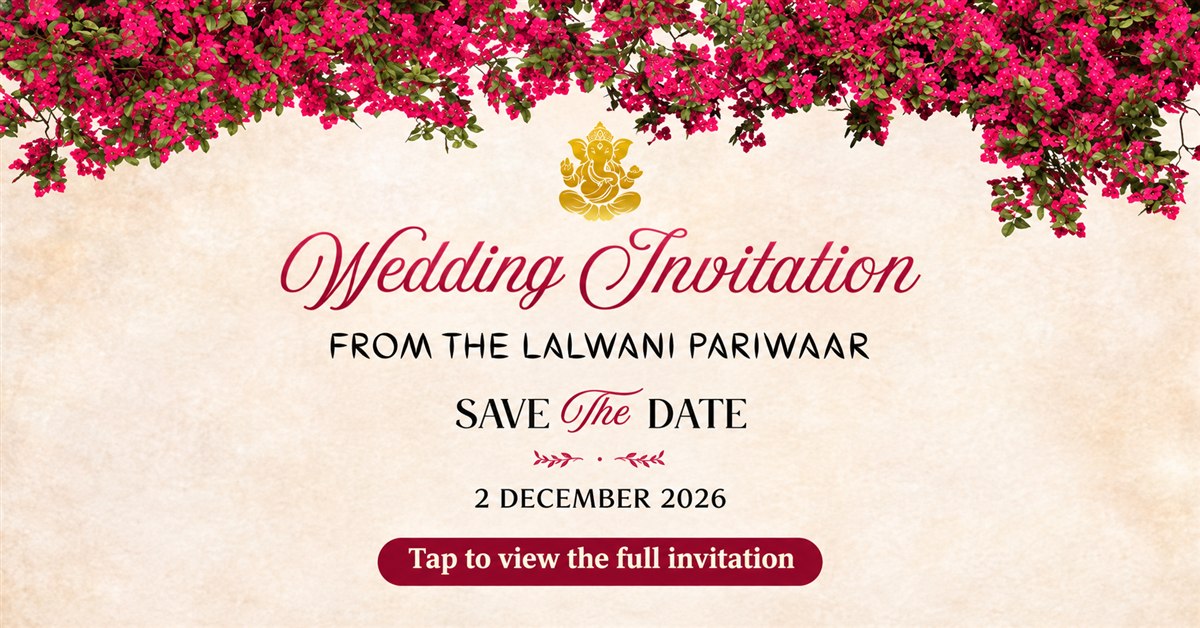 Wedding Invitation
FROM THE LALWANI PARIWAAR
SAVE The DATE
2 DECEMBER 2026
Tap to view the full invitation